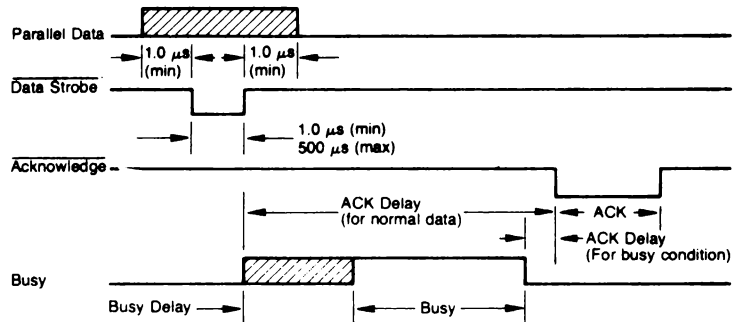 Parallel Data
1.0 μs
(min)
1.0 μs
(min)
Data Strobe
1.0 μs (min)
500 μs (max)
Acknowledge
ACK Delay
(for normal data)
ACK
ACK Delay
(For busy condition)
Busy
Busy Delay
Busy